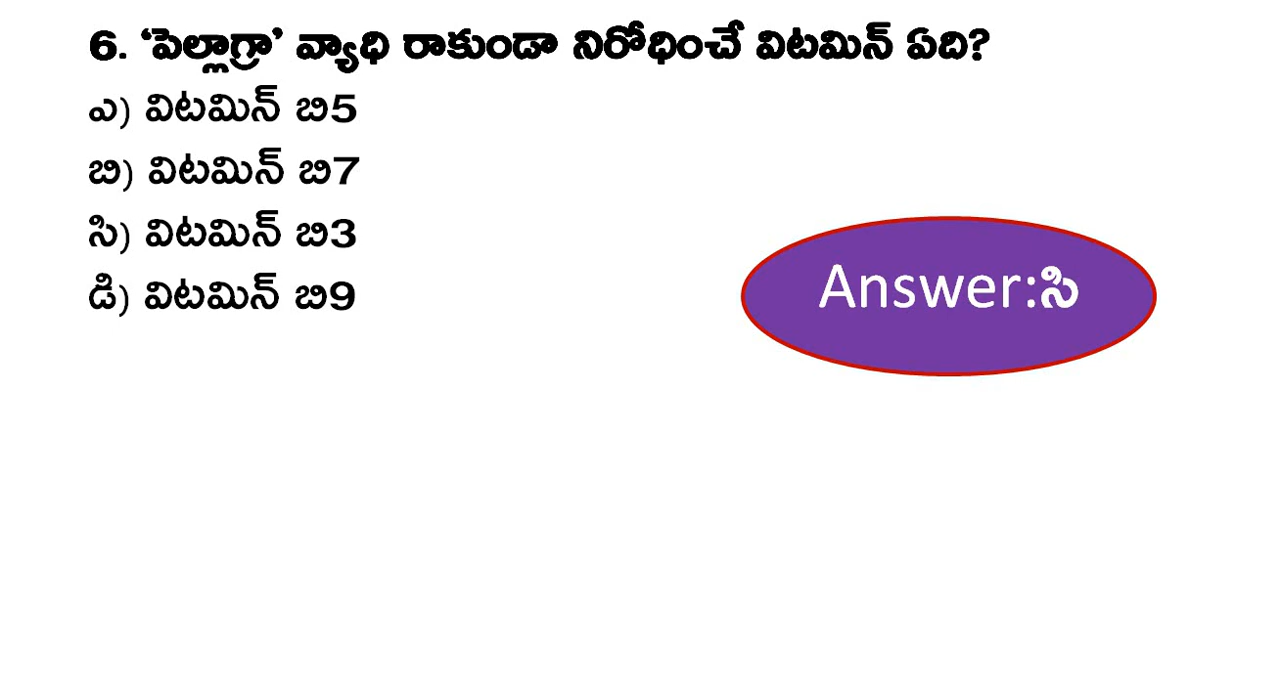 6. ‘పెల్లాగ్రా’ వ్యాధి రాకుండా నిరోధించే విటమిన్ ఏది?
ఎ) విటమిన్ బి5
బి) విటమిన్ బి7
సి) విటమిన్ బి3
డి) విటమిన్ బి9
Answer:సి